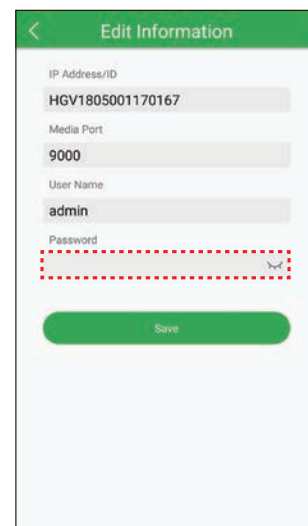 Edit Information
IP Address/ID
HGV1805001170167
Media Port
9000
User Name
admin
Password
Save